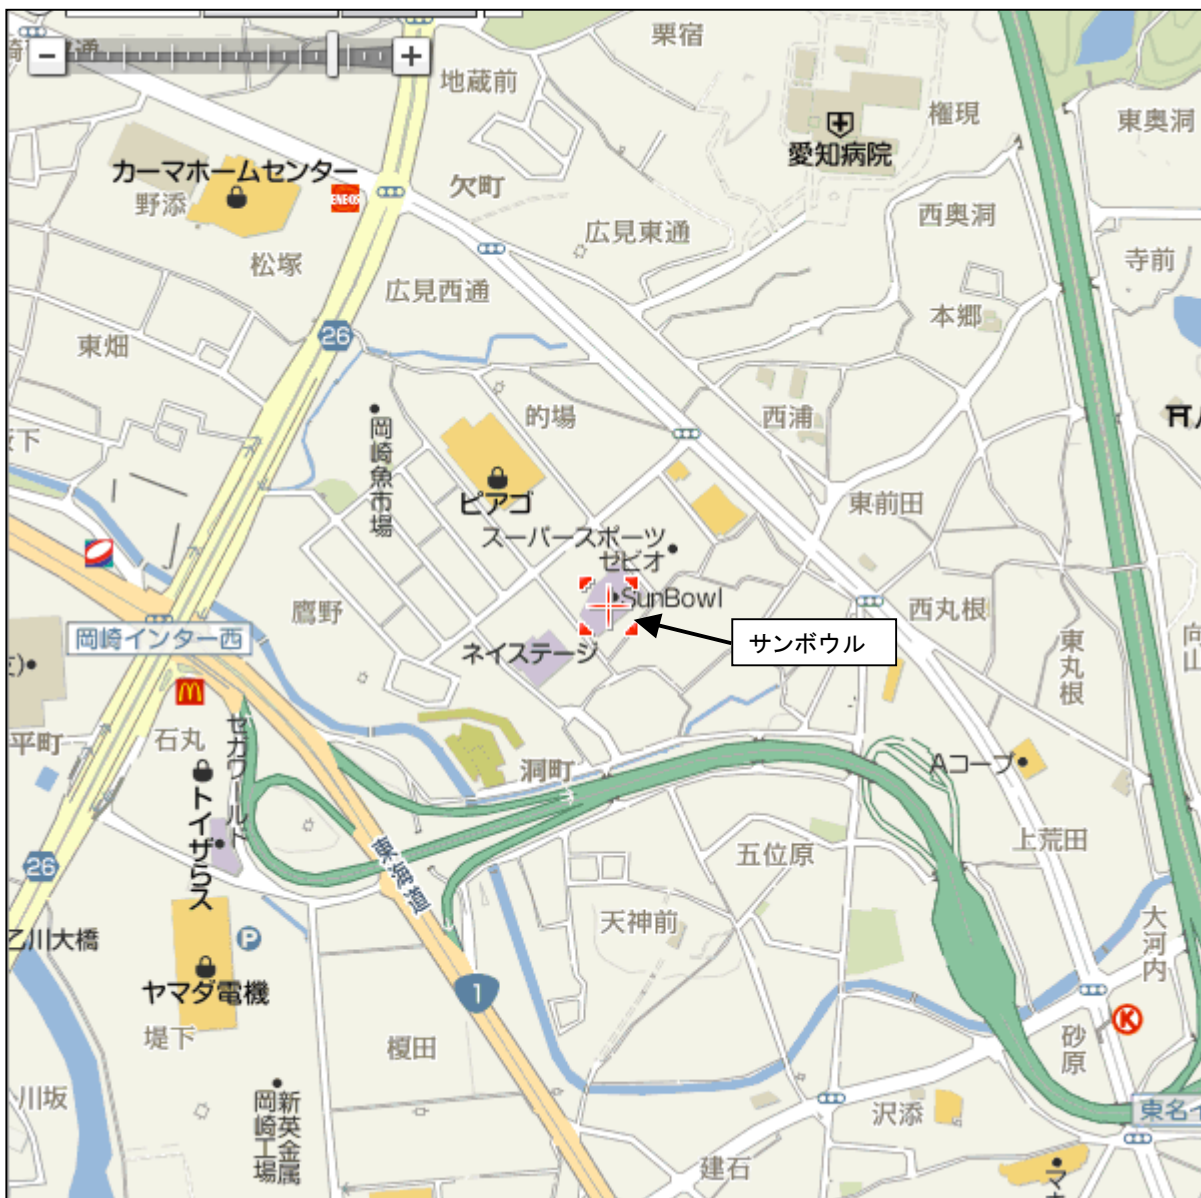 栗宿
地蔵前
権現
東奥洞
愛知病院
カーマホームセンター
野添
ENEOS
欠町
西奥洞
広見東通
松塚
寺前
広見西通
本郷
26
東畑
的場
西浦
岡崎魚市場
ピアゴ
東前田
スーパースポーツ
ゼビオ
SunBowl
鷹野
西丸根
岡崎インター西
サンボウル
ネイステージ
東丸根
向山
平町
石丸
セガワールド
洞町
Aコープ
トイザらス
東海道
五位原
上荒田
26
天神前
乙川大橋
P
大河内
ヤマダ電機
1
K
堤下
榎田
砂原
川坂
新英金属
岡崎工場
沢添
東名
建石